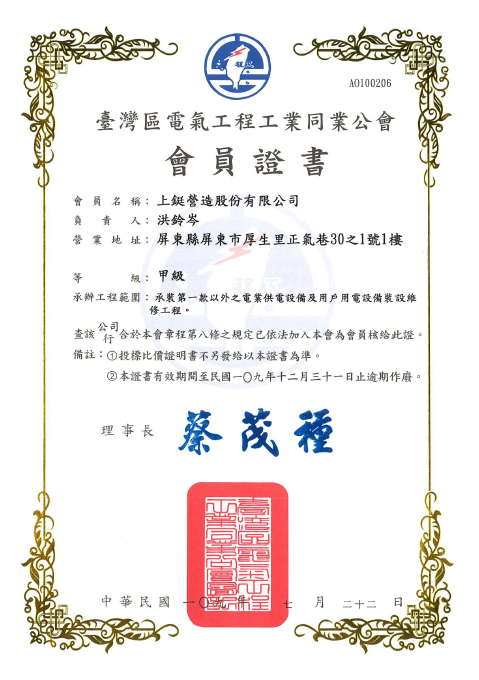 AO100206
臺灣區電氣工程工業同業公會
會員證書
會員名稱：上鋌營造股份有限公司
負責人：洪鈴岑
營業地址：屏東縣屏東市厚生里正氣巷30之1號1樓
等級：甲級
承辦工程範圍：承裝第一款以外之電業供電設備及用戶用電設備裝設維
修工程。
查該公司行合於本會章程第八條之規定已依法加入本會為會員核給此證。
備註：①投標比價證明書不另發給以本證書為準。
②本證書有效期間至民國一〇九年十二月三十一日止逾期作廢。
理事長 蔡茂種
中華民國一〇九年七月二十二日